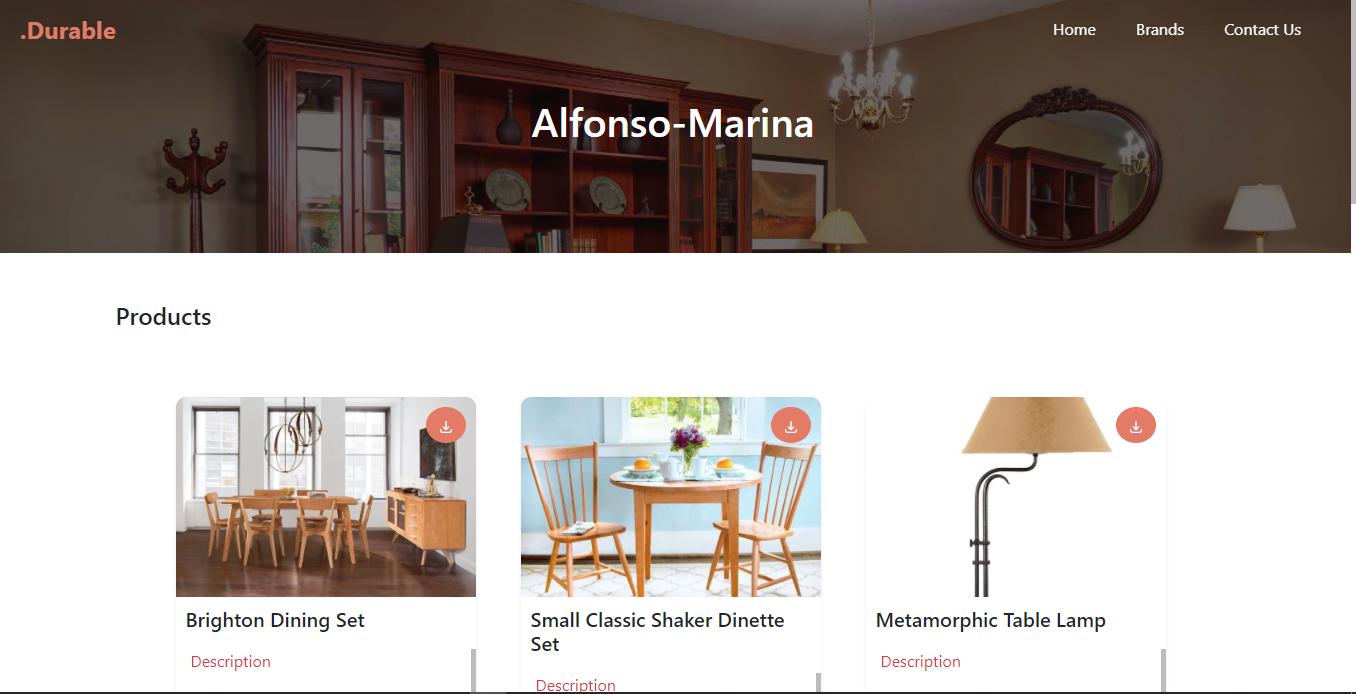 .Durable
Home Brands Contact Us
Alfonso-Marina
Products
Brighton Dining Set
Description
Small Classic Shaker Dinette
Set
Description
Metamorphic Table Lamp
Description